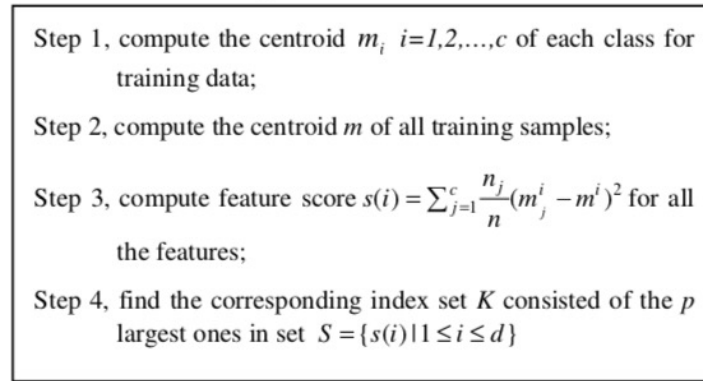 Step 1, compute the centroid m_i i=1,2,...,c of each class for
training data;
Step 2, compute the centroid m of all training samples;
Step 3, compute feature score s(i) = ∑_{j=1}^{c} \frac{n_j}{n} (m_j^i − m^i)^2 for all
the features;
Step 4, find the corresponding index set K consisted of the p
largest ones in set S = {s(i) | 1 ≤ i ≤ d}